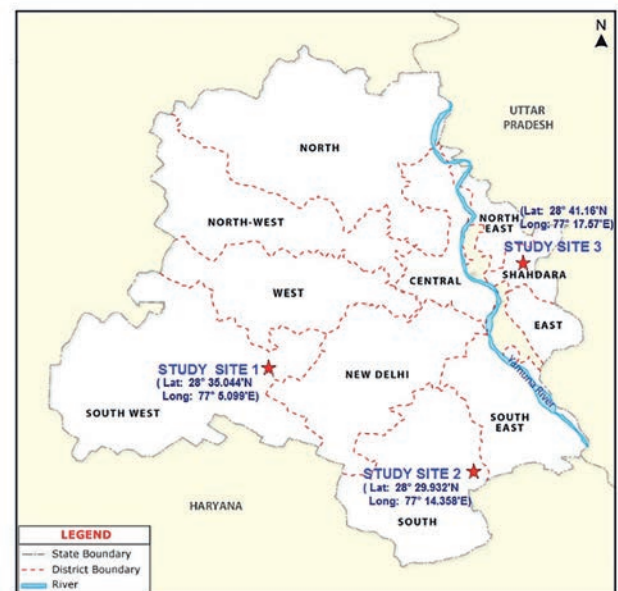 N
UTTAR
PRADESH
NORTH
(Lat: 28° 41.16'N
Long: 77° 17.57'E)
NORTH
EAST
NORTH-WEST
STUDY SITE 3
SHAHDARA
CENTRAL
WEST
EAST
STUDY SITE 1
( Lat: 28° 35.044'N
Long: 77° 5.099'E)
NEW DELHI
Yamuna River
SOUTH WEST
SOUTH
EAST
STUDY SITE 2
( Lat: 28° 29.932'N
Long: 77° 14.358'E)
HARYANA
SOUTH
LEGEND
State Boundary
District Boundary
River